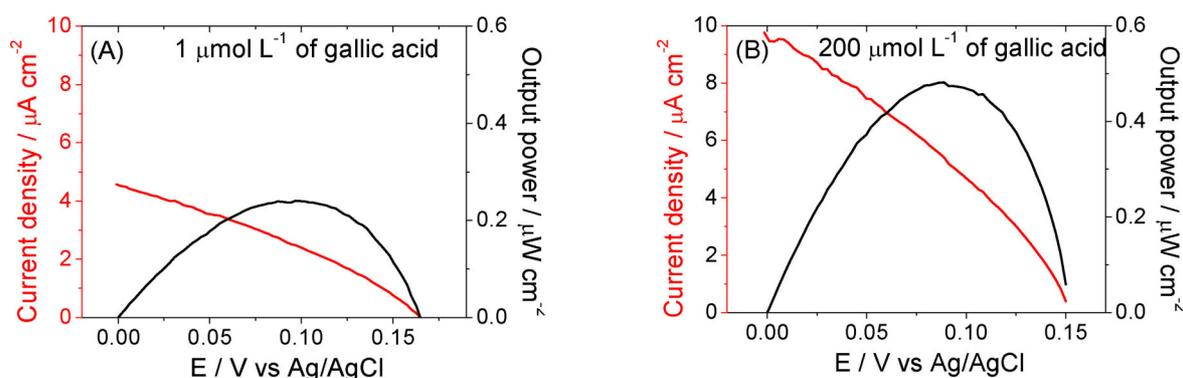 (A)
1 μmol L⁻¹ of gallic acid
Current density / μA cm⁻²
10
8
6
4
2
0
0.6
0.4
0.2
0.0
Output power / μW cm⁻²
0.00
0.05
0.10
0.15
E / V vs Ag/AgCl
(B)
200 μmol L⁻¹ of gallic acid
Current density / μA cm⁻²
10
8
6
4
2
0
0.6
0.4
0.2
0.0
Output power / μW cm⁻²
0.00
0.05
0.10
0.15
E / V vs Ag/AgCl